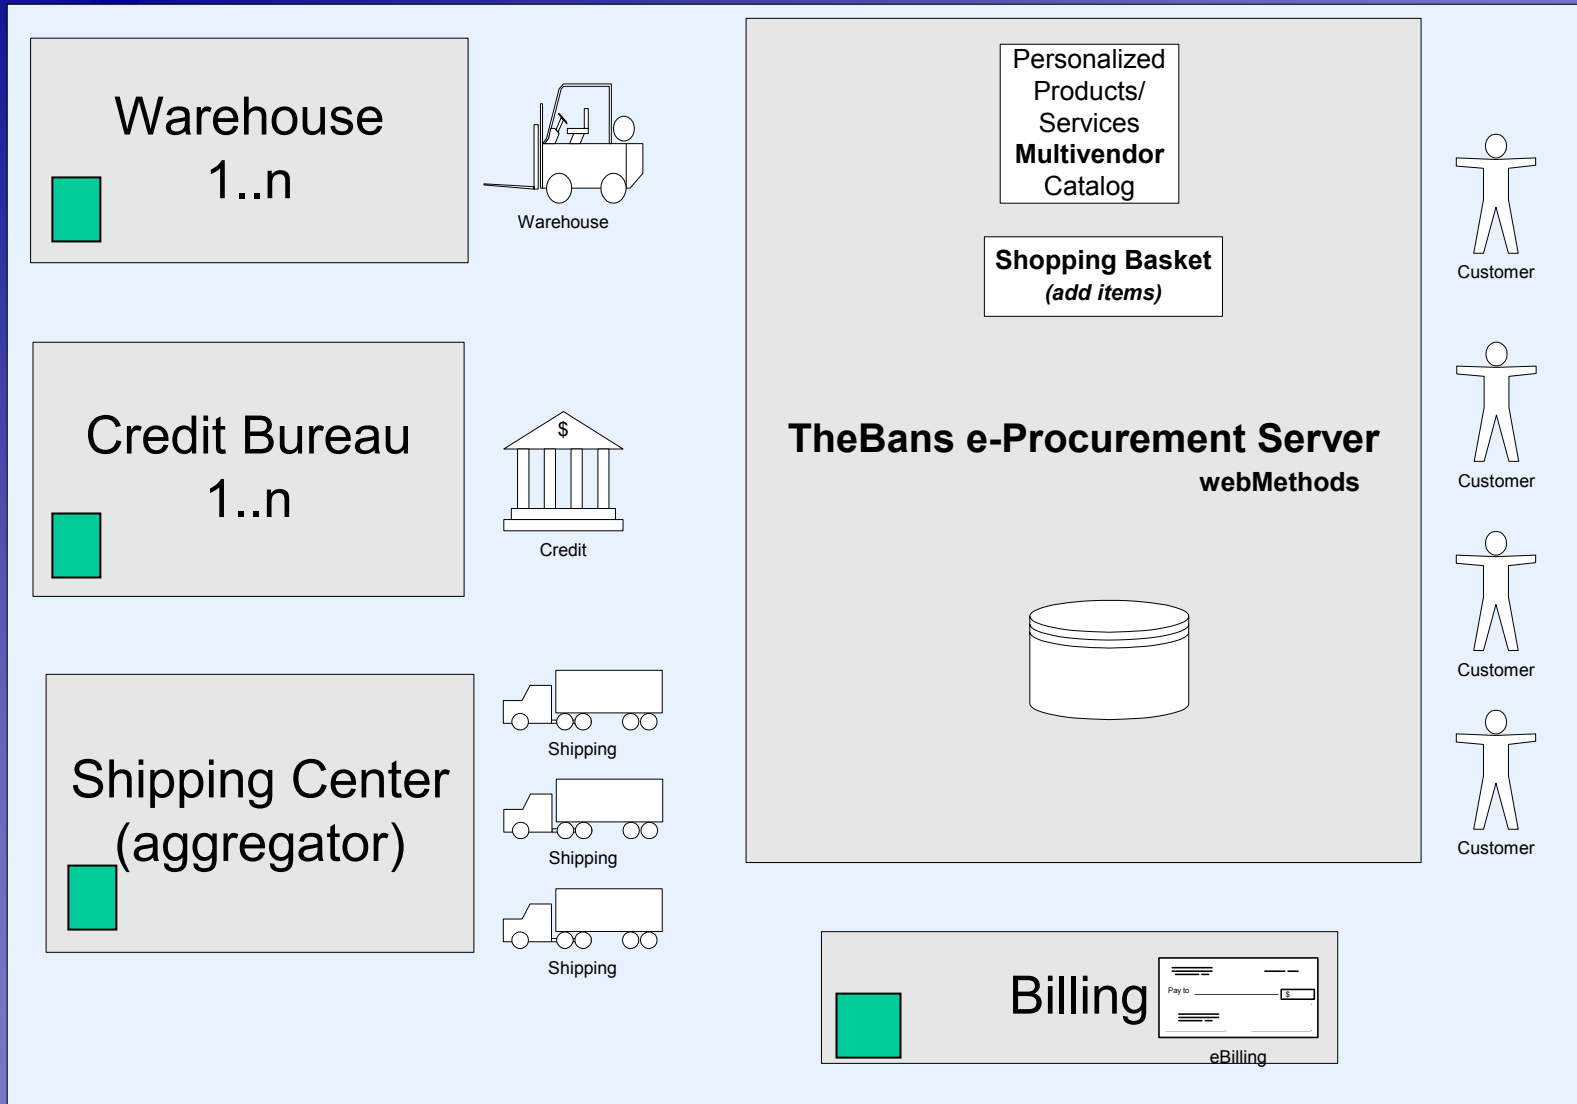 Warehouse
1..n
Warehouse
Credit Bureau
1..n
$
Credit
Shipping Center
(aggregator)
Shipping
Shipping
Shipping
Personalized
Products/
Services
Multivendor
Catalog
Shopping Basket
(add items)
TheBans e-Procurement Server
webMethods
Customer
Customer
Customer
Customer
Billing
Pay to
$
eBilling